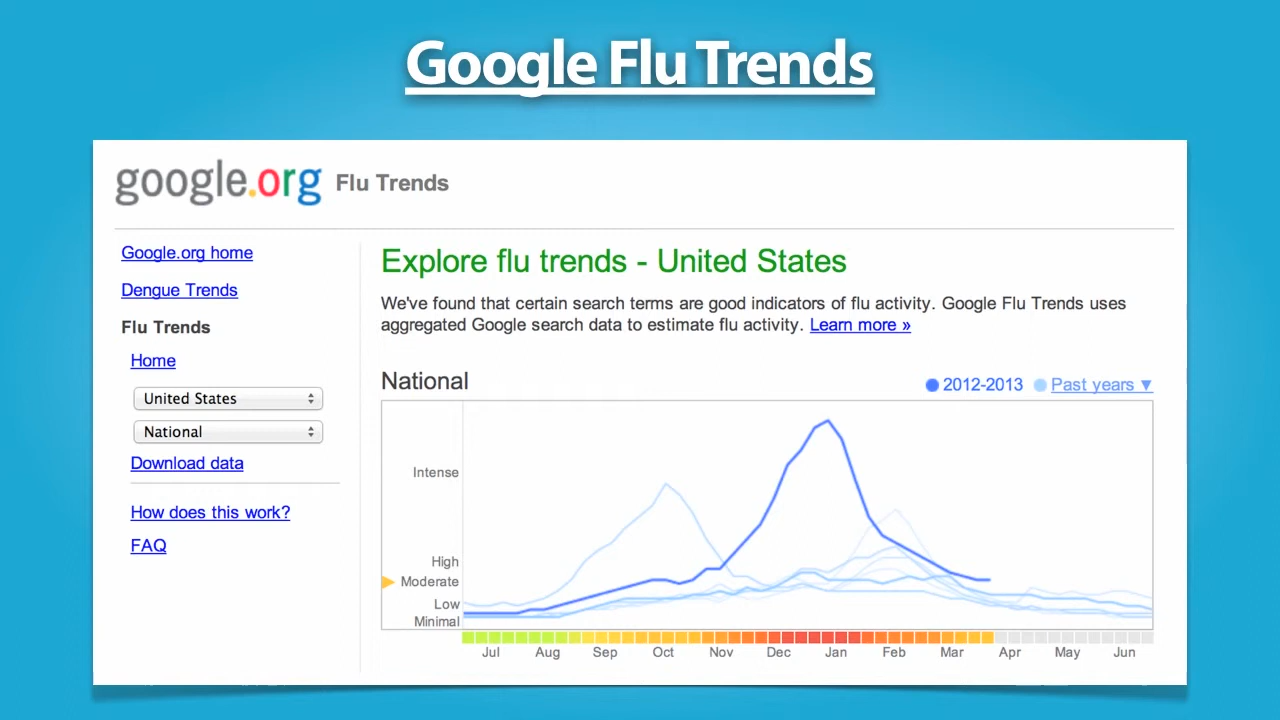 Google Flu Trends
google.org Flu Trends
Google.org home
Dengue Trends
Flu Trends
Home
United States
National
Download data
How does this work?
FAQ
Explore flu trends - United States
We've found that certain search terms are good indicators of flu activity. Google Flu Trends uses
aggregated Google search data to estimate flu activity. Learn more »
National
2012-2013 Past years ▼
Intense
High
Moderate
Low
Minimal
Jul Aug Sep Oct Nov Dec Jan Feb Mar Apr May Jun